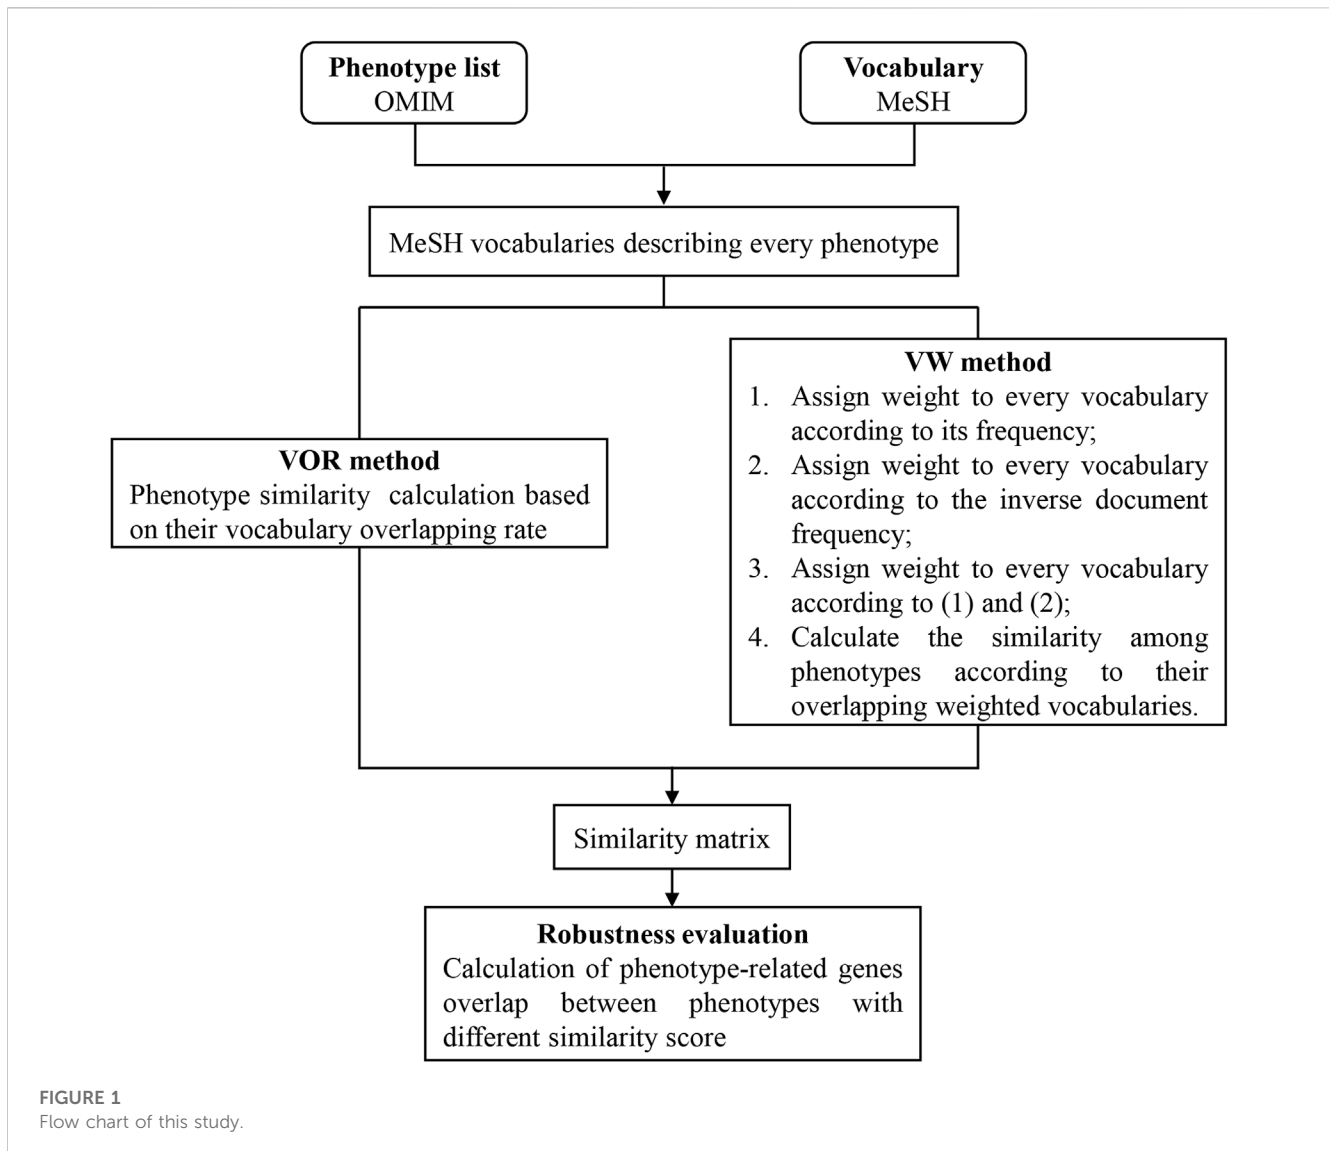 Phenotype list
OMIM
Vocabulary
MeSH
MeSH vocabularies describing every phenotype
VOR method
Phenotype similarity calculation based
on their vocabulary overlapping rate
VW method
1. Assign weight to every vocabulary
according to its frequency;
2. Assign weight to every vocabulary
according to the inverse document
frequency;
3. Assign weight to every vocabulary
according to (1) and (2);
4. Calculate the similarity among
phenotypes according to their
overlapping weighted vocabularies.
Similarity matrix
Robustness evaluation
Calculation of phenotype-related genes
overlap between phenotypes with
different similarity score
FIGURE 1
Flow chart of this study.